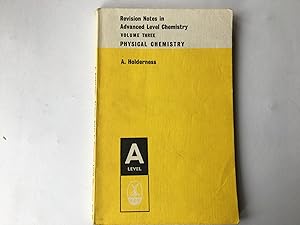 Revision Notes in
Advanced Level Chemistry
VOLUME THREE
PHYSICAL CHEMISTRY
A. Holderness
A
LEVEL